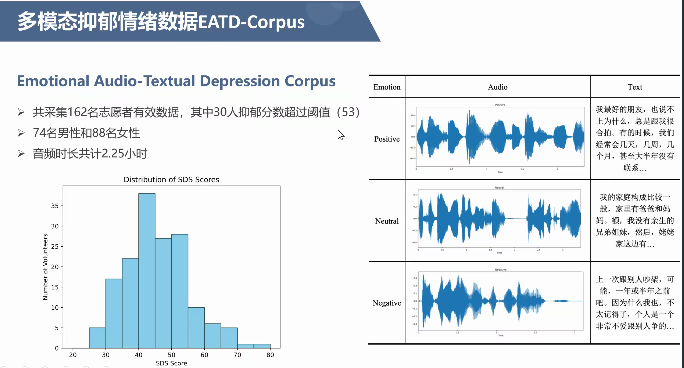 多模态抑郁情绪数据EATD-Corpus
Emotional Audio-Textual Depression Corpus
➢ 共采集162名志愿者有效数据，其中30人抑郁分数超过阈值（53）
➢ 74名男性和88名女性
➢ 音频时长共计2.25小时
Distribution of SDS Scores
Number of Volunteers
35
30
25
20
15
10
5
0
20 30 40 50 60 70 80
SDS Score
Emotion Audio Text
Positive
我最好的朋友，也说不
上为什么，总是跟我很
合拍。有的时候，我们
经常会几天，几周，几
个月，甚至大半年没有
联系...
Neutral
我的家庭构成比较一
般，家里有爸爸和妈
妈。额，我没有亲生的
兄弟姐妹，然后，姥姥
家这边有...
Negative
上一次跟别人吵架，可
能，一年或半年之前
吧。因为什么我也，不
太记得了，个人是一个
非常不爱跟别人争的...